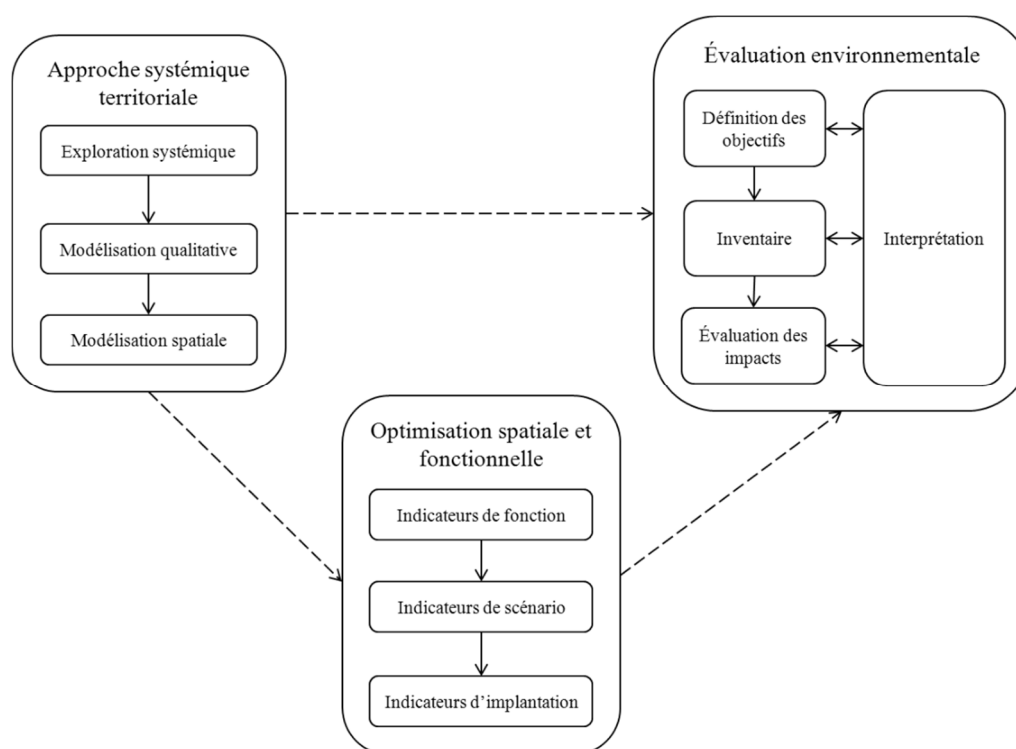 Approche systémique
territoriale
Exploration systémique
Modélisation qualitative
Modélisation spatiale
Évaluation environnementale
Définition des
objectifs
Inventaire
Évaluation des
impacts
Interprétation
Optimisation spatiale et
fonctionnelle
Indicateurs de fonction
Indicateurs de scénario
Indicateurs d’implantation